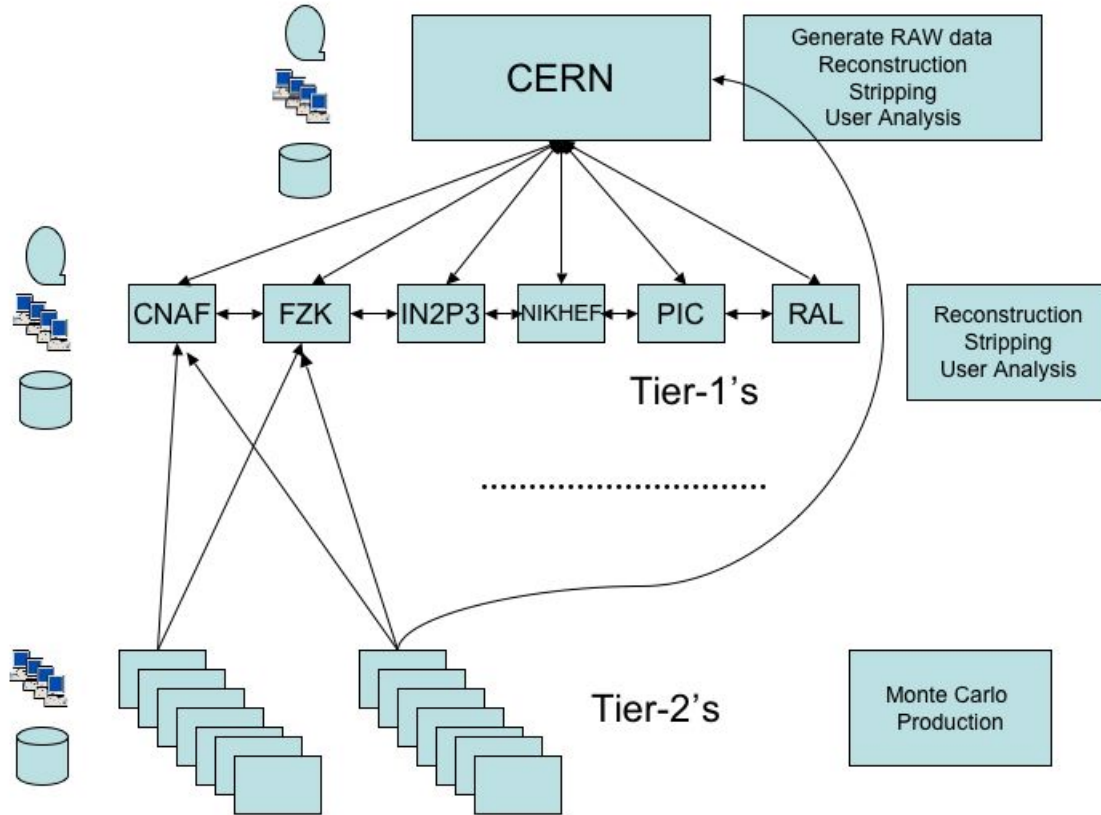 CERN
Generate RAW data
Reconstruction
Stripping
User Analysis
CNAF
FZK
IN2P3
NIKHEF
PIC
RAL
Reconstruction
Stripping
User Analysis
Tier-1's
Tier-2's
Monte Carlo
Production